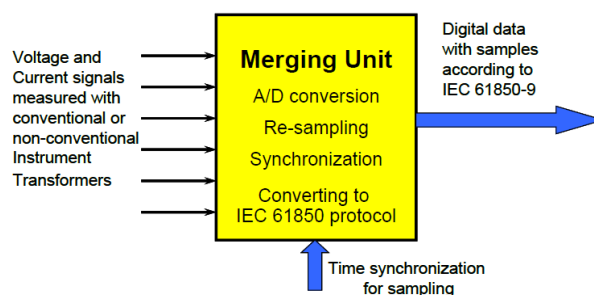 Voltage and
Current signals
measured with
conventional or
non-conventional
Instrument
Transformers
Merging Unit
A/D conversion
Re-sampling
Synchronization
Converting to
IEC 61850 protocol
Digital data
with samples
according to
IEC 61850-9
Time synchronization
for sampling